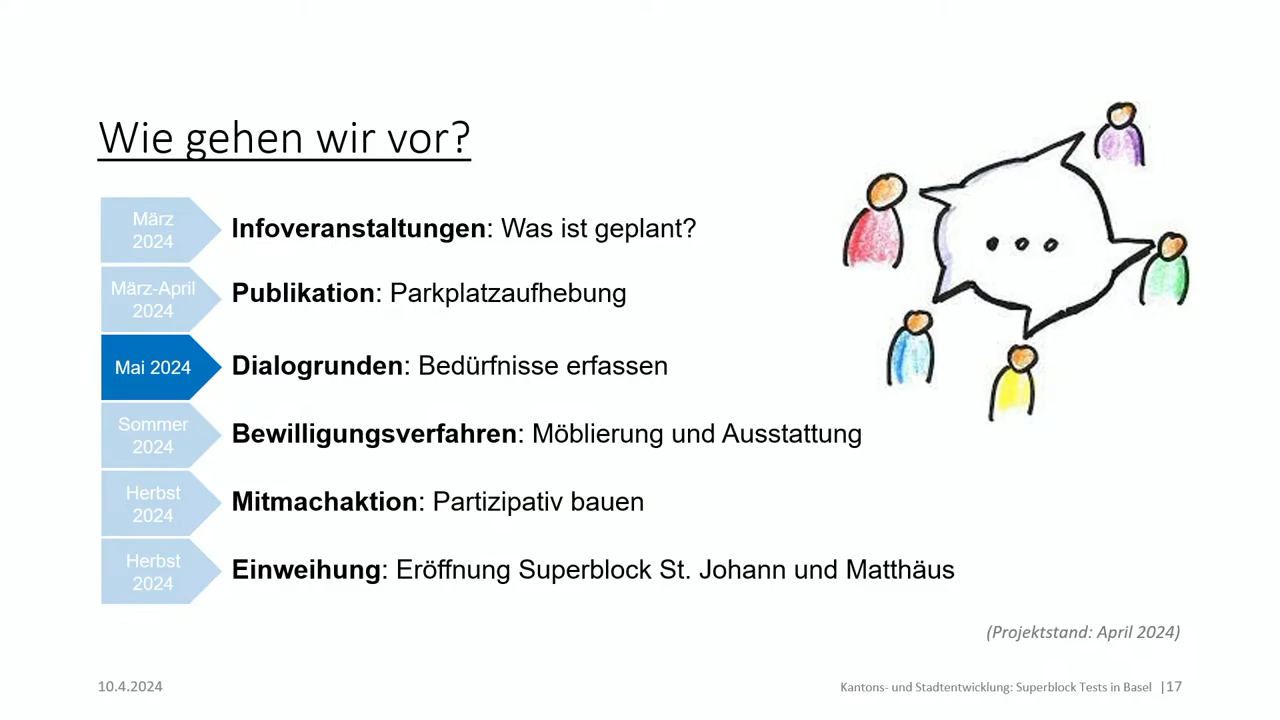 Wie gehen wir vor?
März
2024
Infoveranstaltungen: Was ist geplant?
März-April
2024
Publikation: Parkplatzaufhebung
Mai 2024
Dialogrunden: Bedürfnisse erfassen
Sommer
2024
Bewilligungsverfahren: Möblierung und Ausstattung
Herbst
2024
Mitmachaktion: Partizipativ bauen
Herbst
2024
Einweihung: Eröffnung Superblock St. Johann und Matthäus
(Projektstand: April 2024)
10.4.2024
Kantons- und Stadtentwicklung: Superblock Tests in Basel |17